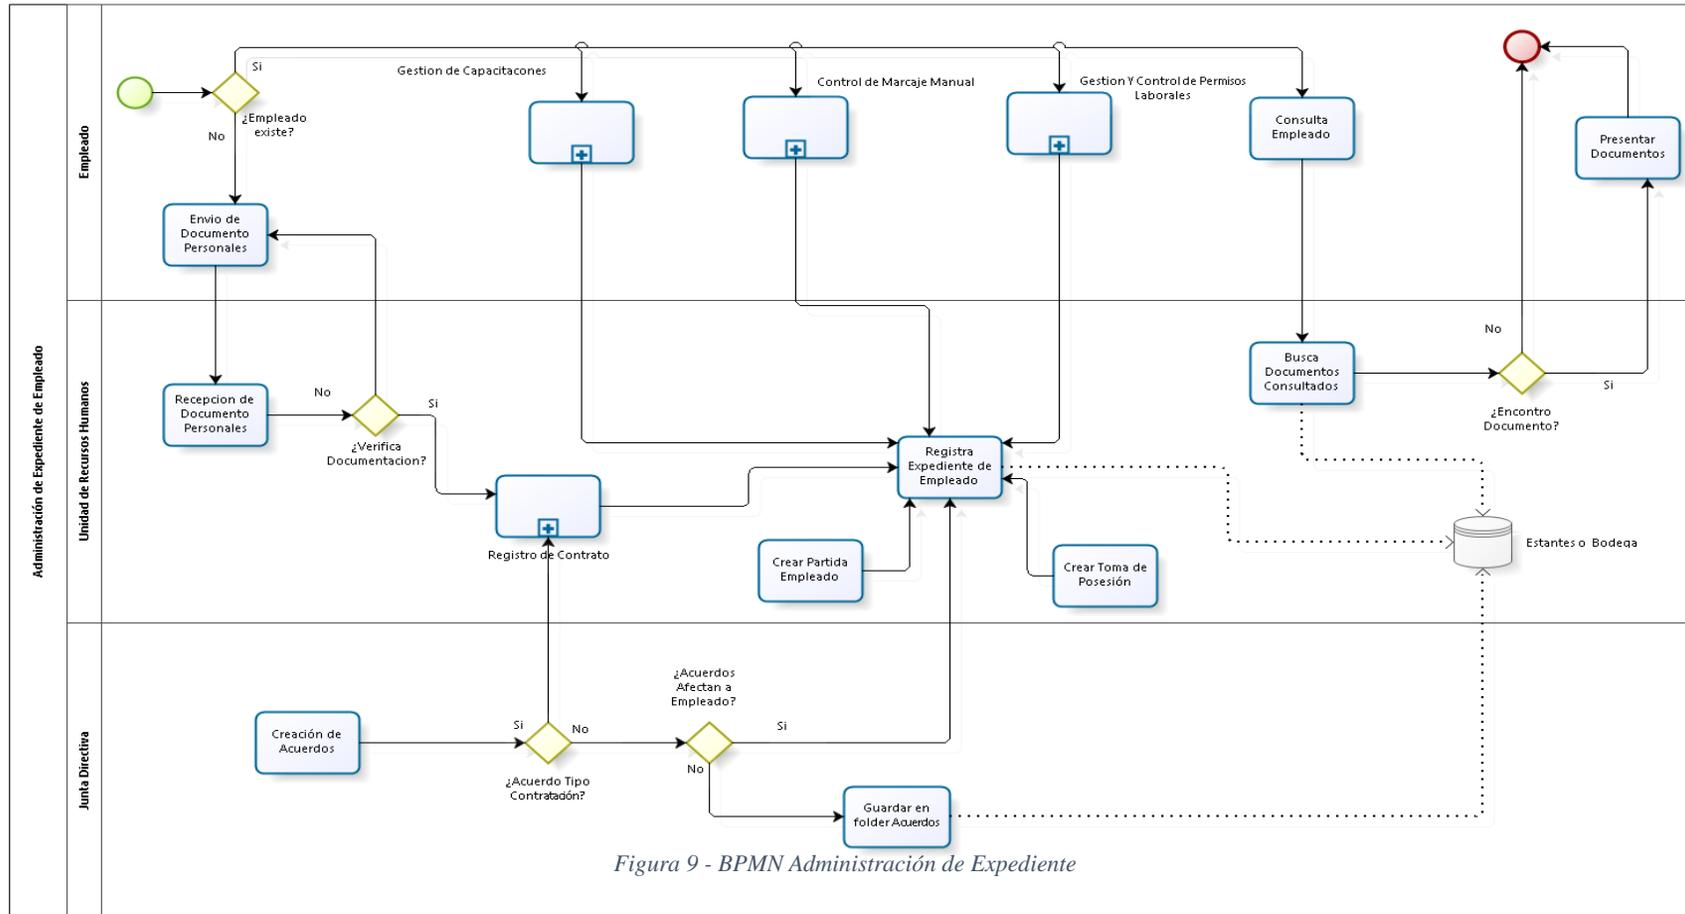 Administración de Expediente de Empleado
Empleado
Si
¿Empleado
existe?
No
Gestion de Capacitacones
Control de Marcaje Manual
Gestion Y Control de Permisos
Laborales
Consulta
Empleado
Presentar
Documentos
Envio de
Documento
Personales
Unidad de Recursos Humanos
Recepcion de
Documento
Personales
No
¿Verifica
Documentacion?
Si
Registro de Contrato
Registra
Expediente de
Empleado
Crear Partida
Empleado
Crear Toma de
Posesión
Busca
Documentos
Consultados
No
¿Encontro
Documento?
Si
Estantes o Bodega
Junta Directiva
Creación de
Acuerdos
Si
No
¿Acuerdo Tipo
Contratación?
¿Acuerdos
Afectan a
Empleado?
Si
No
Guardar en
folder Acuerdos
Figura 9 - BPMN Administración de Expediente